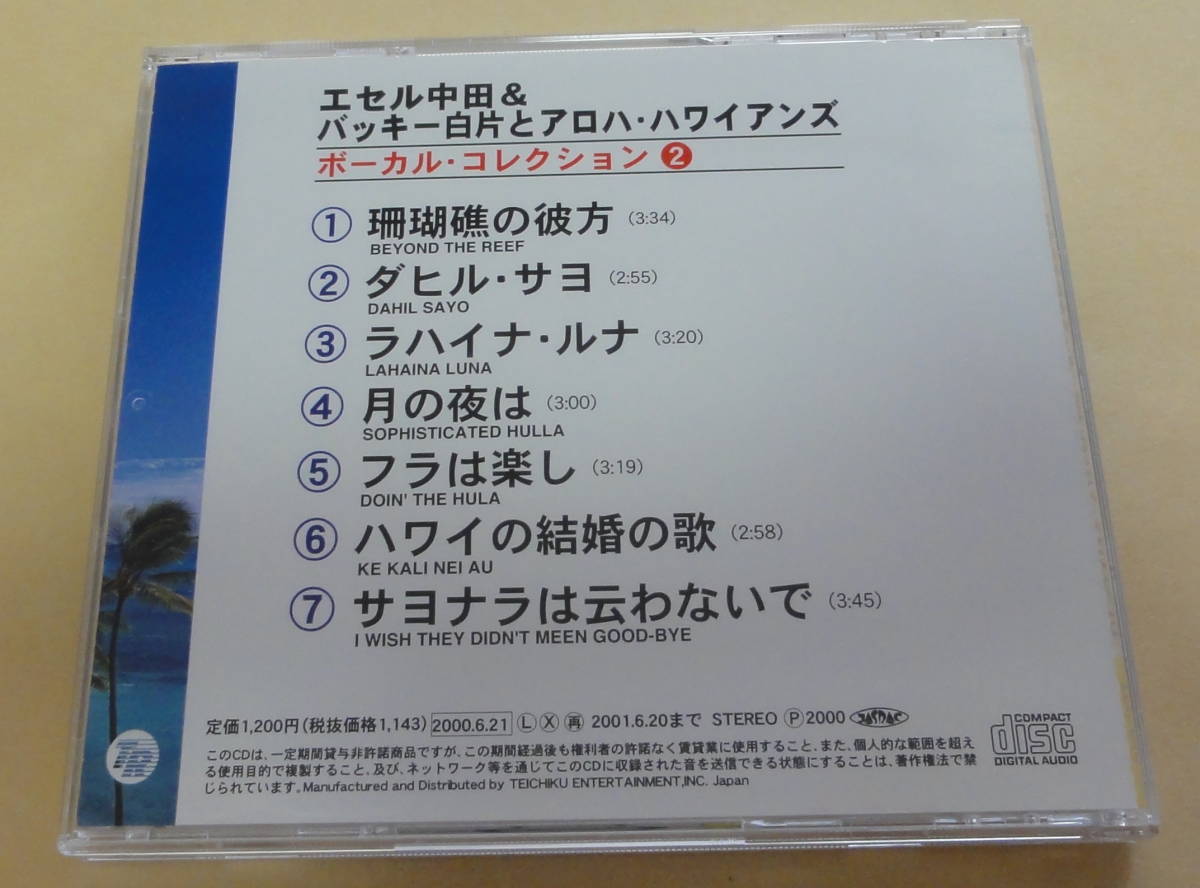 エセル中田&
バッキー白片とアロハ・ハワイアンズ
ボーカル・コレクション ❷
① 珊瑚礁の彼方 (3:34)
BEYOND THE REEF
② ダヒル・サヨ (2:55)
DAHIL SAYO
③ ラハイナ・ルナ (3:20)
LAHAINA LUNA
④ 月の夜は (3:00)
SOPHISTICATED HULLA
⑤ フラは楽し (3:19)
DOIN' THE HULA
⑥ ハワイの結婚の歌 (2:58)
KE KALI NEI AU
⑦ サヨナラは云わないで (3:45)
I WISH THEY DIDN'T MEEN GOOD-BYE
定価1,200円(税抜価格1,143) 2000.6.21 Ⓛ Ⓧ ㊢ 2001.6.20まで STEREO Ⓟ 2000 JASRAC
COMPACT
disc
DIGITAL AUDIO
このCDは、一定期間貸与非許諾商品ですが、この期間経過後も権利者の許諾なく賃貸業に使用すること、また、個人的な範囲を超え
る使用目的で複製すること、及び、ネットワーク等を通じてこのCDに収録された音を送信できる状態にすることは、著作権法で禁
じられています。Manufactured and Distributed by TEICHIKU ENTERTAINMENT,INC. Japan